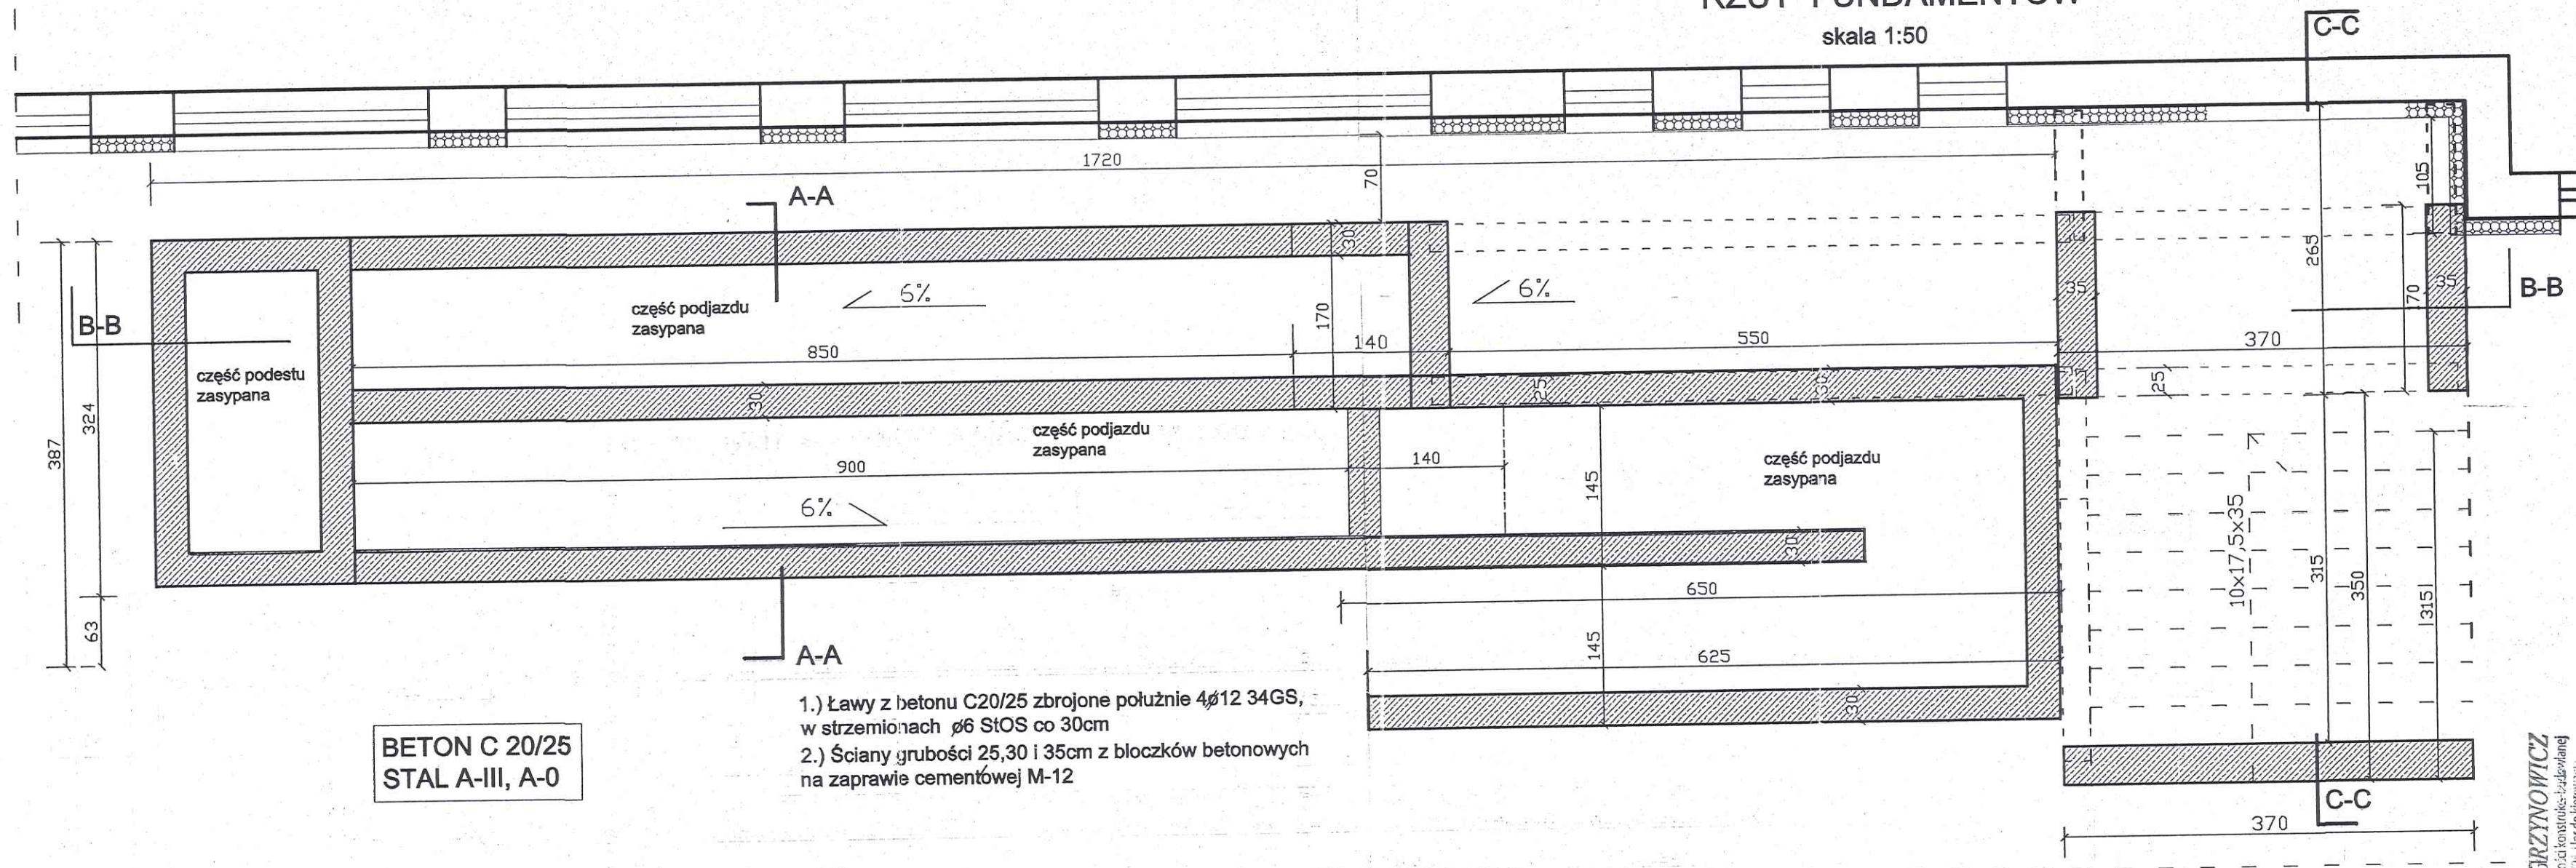 RZUT FUNDAMENTÓW
skala 1:50
C-C
1720
70
A-A
105
30
265
6%
6%
35
170
35
B-B
B-B
część podjazdu
zasypana
170
850
140
550
370
część podestu
zasypana
30
25
30
25
387
324
część podjazdu
zasypana
900
140
145
część podjazdu
zasypana
6%
30
10x17,5x35
315
350
315
650
63
145
A-A
625
30
1.) Ławy z betonu C20/25 zbrojone połużnie 4ø12 34GS,
w strzemionach ø6 StOS co 30cm
2.) Ściany grubości 25,30 i 35cm z bloczków betonowych
na zaprawie cementowej M-12
BETON C 20/25
STAL A-III, A-0
C-C
370
GRZYNOWICZ